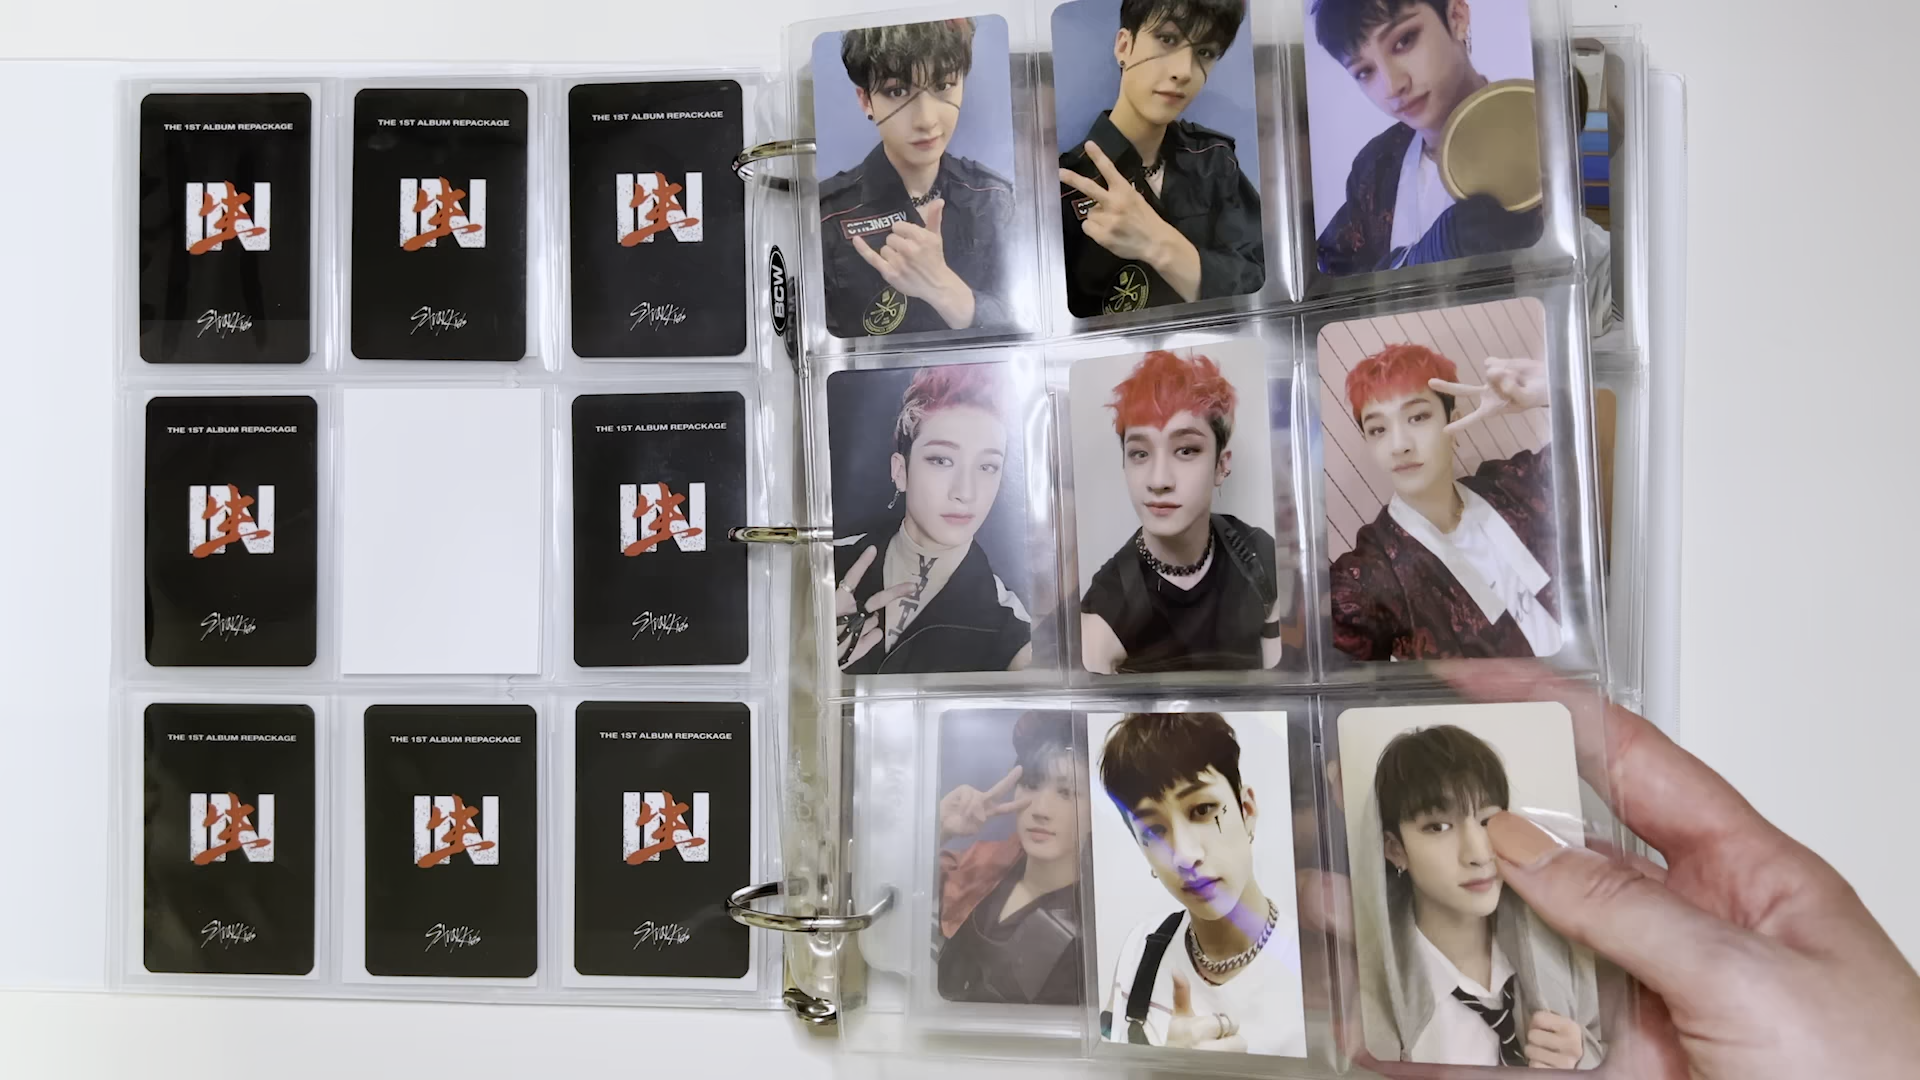 THE 1ST ALBUM REPACKAGE
IN生
Stray Kids
THE 1ST ALBUM REPACKAGE
IN生
Stray Kids
THE 1ST ALBUM REPACKAGE
IN生
Stray Kids
THE 1ST ALBUM REPACKAGE
IN生
Stray Kids
THE 1ST ALBUM REPACKAGE
IN生
Stray Kids
THE 1ST ALBUM REPACKAGE
IN生
Stray Kids
THE 1ST ALBUM REPACKAGE
IN生
Stray Kids
THE 1ST ALBUM REPACKAGE
IN生
Stray Kids
BCW
VETEMENTS